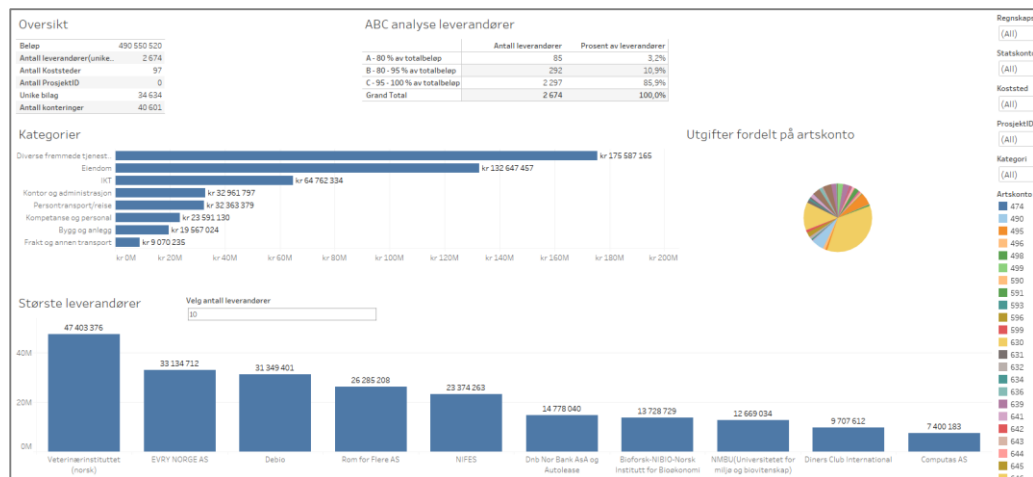 Oversikt
Beløp 490 550 520
Antall leverandører(unike.. 2 674
Antall Koststeder 97
Antall ProsjektID 0
Unike bilag 34 634
Antall konteringer 40 601
ABC analyse leverandører
Antall leverandører Prosent av leverandører
A - 80 % av totalbeløp 85 3,2%
B - 80 - 95 % av totalbeløp 292 10,9%
C - 95 - 100 % av totalbeløp 2 297 85,9%
Grand Total 2 674 100,0%
Kategorier
Diverse fremmede tjenest.. kr 175 587 165
Eiendom kr 132 647 457
IKT kr 64 762 334
Kontor og administrasjon kr 32 961 797
Persontransport/reise kr 32 363 379
Kompetanse og personal kr 23 591 130
Bygg og anlegg kr 19 567 024
Frakt og annen transport kr 9 070 235
kr 0M kr 20M kr 40M kr 60M kr 80M kr 100M kr 120M kr 140M kr 160M kr 180M kr 200M
Utgifter fordelt på artskonto
Største leverandører
Velg antall leverandører
10
40M
20M
0M
47 403 376
33 134 712
31 349 401
26 285 208
23 374 263
14 778 040
13 728 729
12 669 034
9 707 612
7 400 183
Veterinærinstituttet
(norsk)
EVRY NORGE AS
Debio
Rom for Flere AS
NIFES
Dnb Nor Bank AsA og
Autolease
Bioforsk-NIBIO-Norsk
Institutt for Bioøkonomi
NMBU(Universitetet for
miljø og biovitenskap)
Diners Club International
Computas AS
Regnskaps
(All)
Statskonto
(All)
Koststed
(All)
ProsjektID
(All)
Kategori
(All)
Artskonto
474
490
495
496
498
499
590
591
593
596
599
630
631
632
634
636
639
641
642
643
644
645